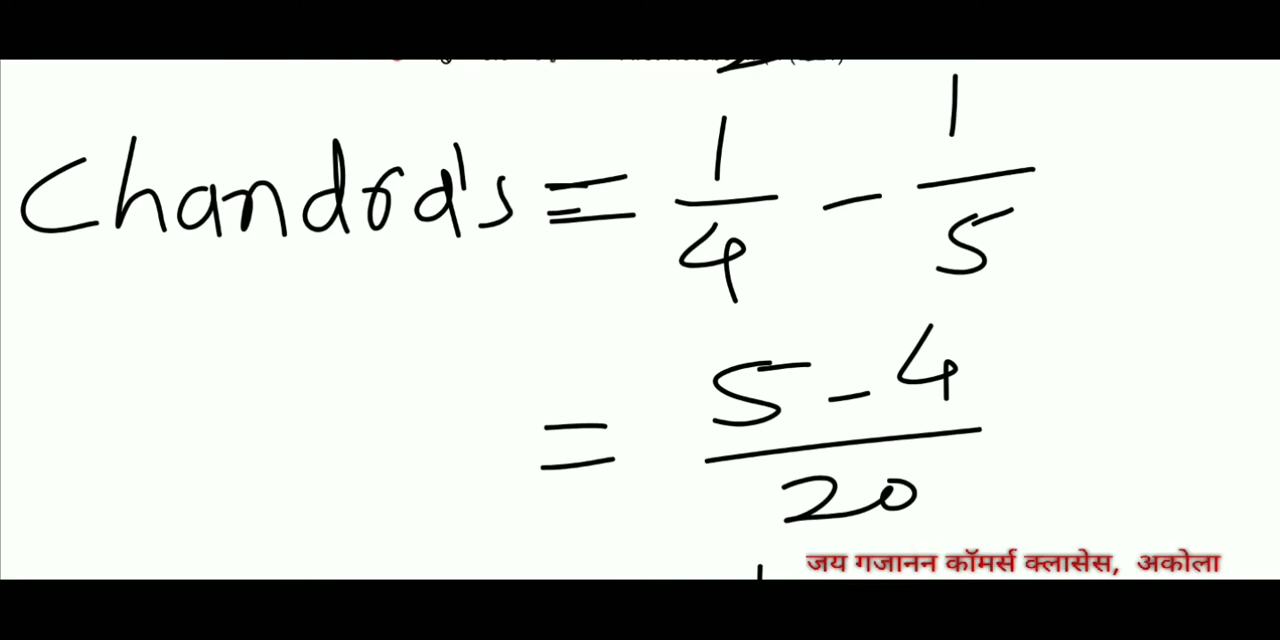 Chandra's = 1/4 - 1/5
= 5-4/20
जय गजानन कॉमर्स क्लासेस, अकोला